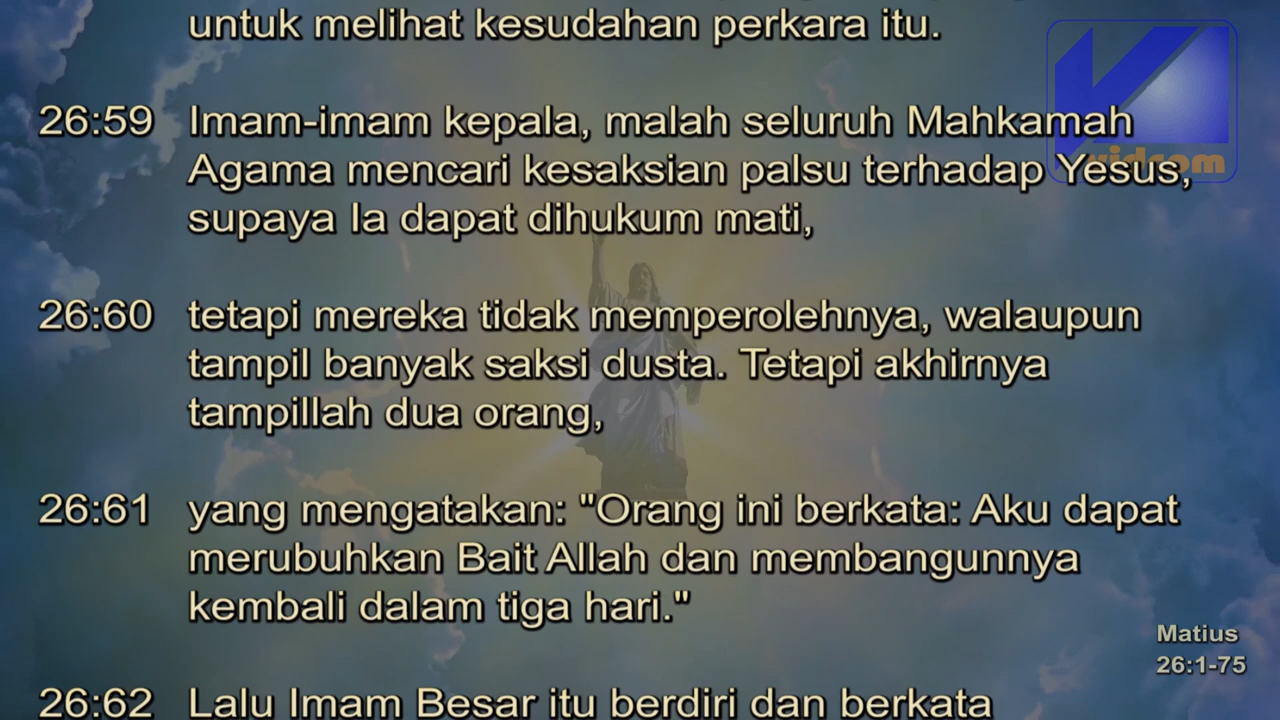 untuk melihat kesudahan perkara itu.
26:59 Imam-imam kepala, malah seluruh Mahkamah
Agama mencari kesaksian palsu terhadap Yesus,
supaya Ia dapat dihukum mati,
26:60 tetapi mereka tidak memperolehnya, walaupun
tampil banyak saksi dusta. Tetapi akhirnya
tampillah dua orang,
26:61 yang mengatakan: "Orang ini berkata: Aku dapat
merubuhkan Bait Allah dan membangunnya
kembali dalam tiga hari."
26:62 Lalu Imam Besar itu berdiri dan berkata
Matius
26:1-75